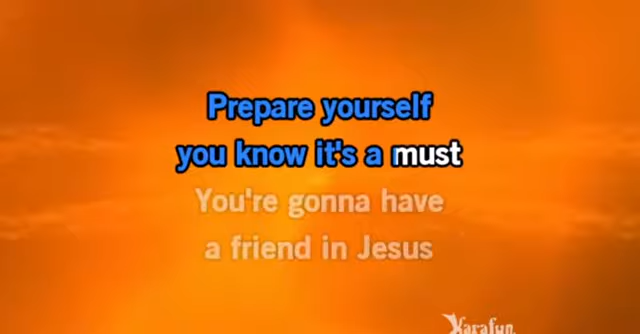 Prepare yourself
you know it's a must
You're gonna have
a friend in Jesus
Karafun